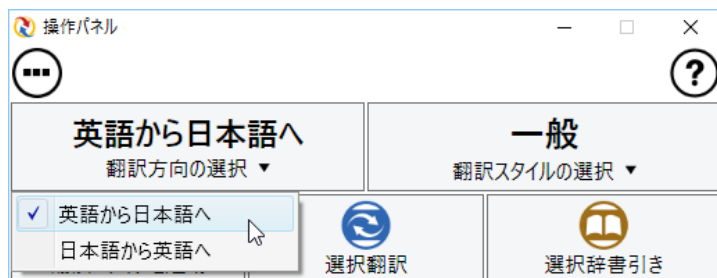 操作パネル
英語から日本語へ
翻訳方向の選択 ▼
一般
翻訳スタイルの選択 ▼
✓ 英語から日本語へ
日本語から英語へ
選択翻訳
選択辞書引き